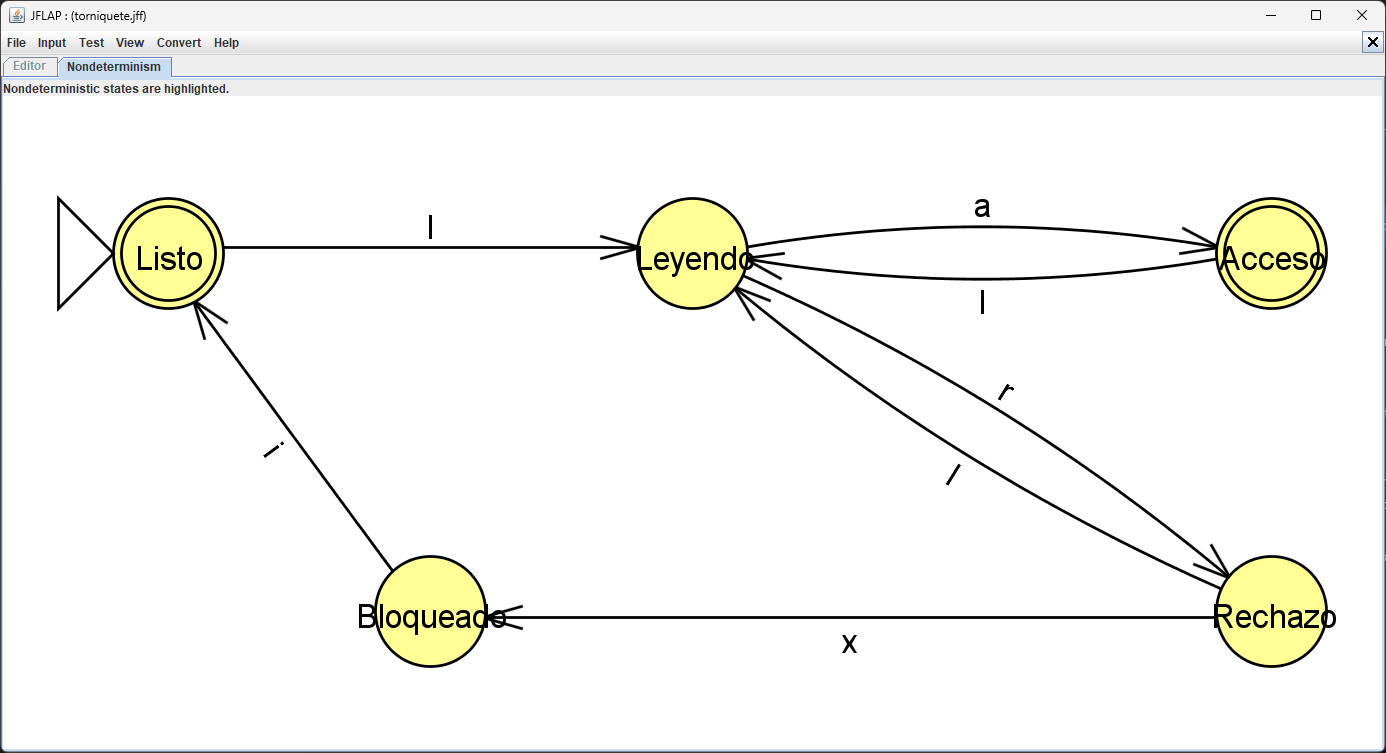 JFLAP : (torniquete.jff)
File Input Test View Convert Help
Editor Nondeterminism
Nondeterministic states are highlighted.
a
l
Listo Leyendo Acceso
l
r
i
l
Bloqueado Rechazo
x